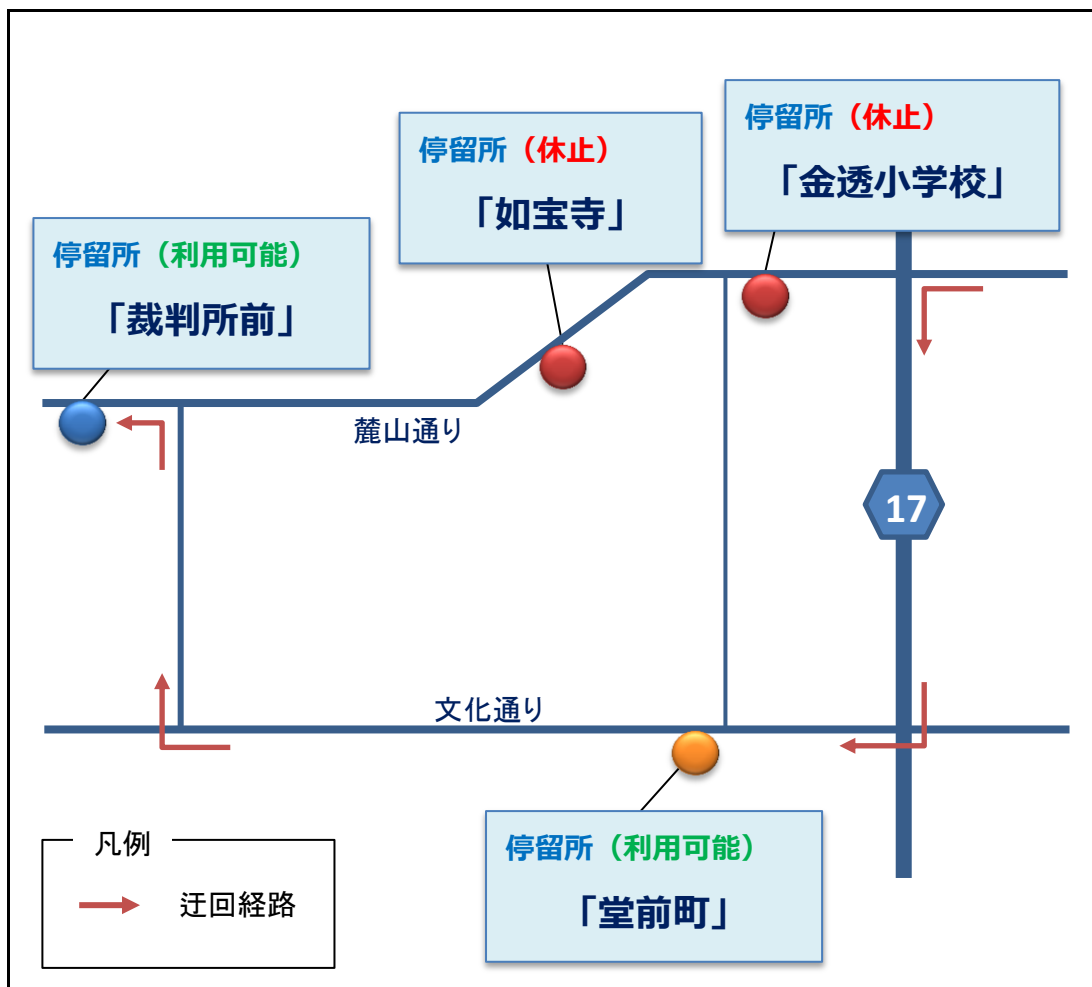 停留所（休止）
「金透小学校」
停留所（休止）
「如宝寺」
停留所（利用可能）
「裁判所前」
麓山通り
17
文化通り
停留所（利用可能）
「堂前町」
凡例
迂回経路